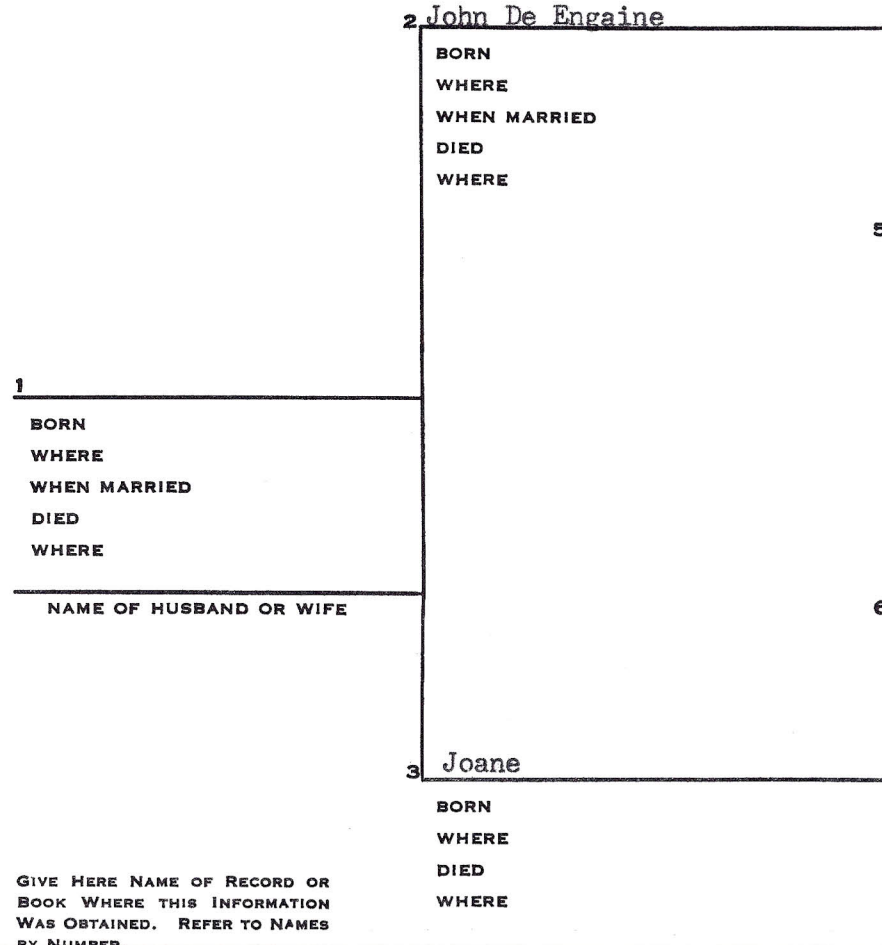 2 John De Engaine
BORN
WHERE
WHEN MARRIED
DIED
WHERE
5
1
BORN
WHERE
WHEN MARRIED
DIED
WHERE
NAME OF HUSBAND OR WIFE
6
3 Joane
BORN
WHERE
DIED
WHERE
GIVE HERE NAME OF RECORD OR
BOOK WHERE THIS INFORMATION
WAS OBTAINED. REFER TO NAMES
BY NUMBER